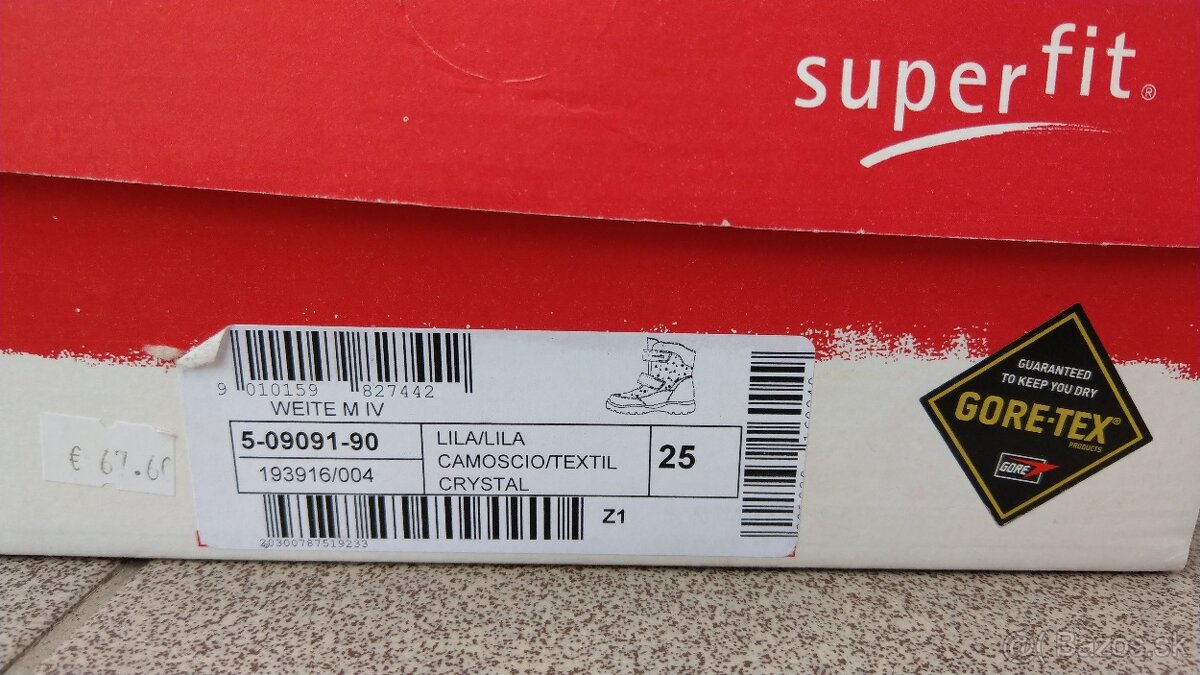 superfit®
9 010159 827442
WEITE M IV
5-09091-90
193916/004
LILA/LILA
CAMOSCIO/TEXTIL
CRYSTAL
25
20300787519233
Z1
€ 67.60
GUARANTEED
TO KEEP YOU DRY
GORE-TEX®
PRODUCTS
GORE
Bazos.sk